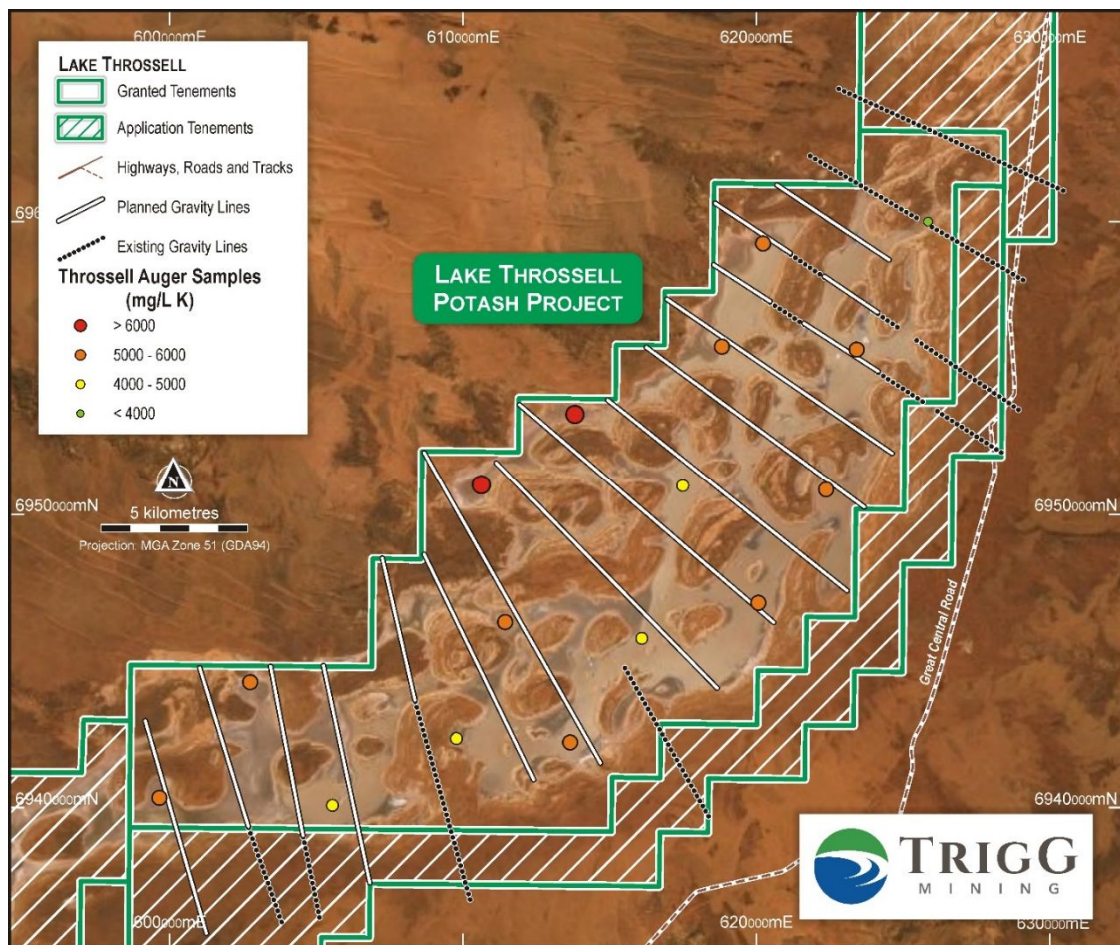 600000mE
610000mE
620000mE
630000mE
LAKE THROSSELL
Granted Tenements
Application Tenements
Highways, Roads and Tracks
Planned Gravity Lines
Existing Gravity Lines
Throssell Auger Samples
(mg/L K)
> 6000
5000 - 6000
4000 - 5000
< 4000
696
LAKE THROSSELL
POTASH PROJECT
N
6950000mN
5 kilometres
Projection: MGA Zone 51 (GDA94)
6950000mN
Great Central Road
6940000mN
6940000mN
TRIGG
MINING
600000mE
610000mE
620000mE
630000mE